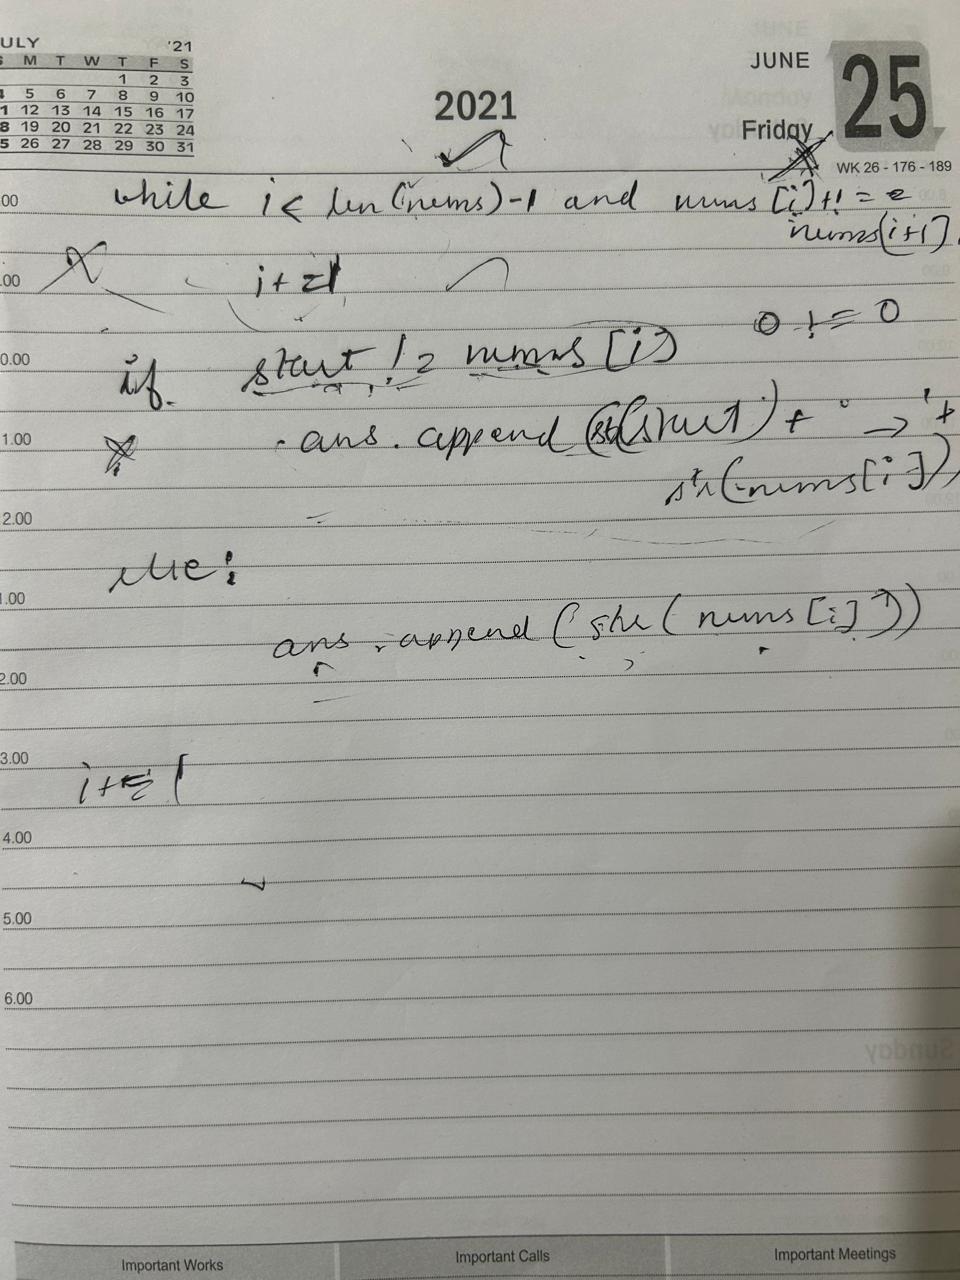 JULY '21
S M T W T F S
1 2 3
4 5 6 7 8 9 10
11 12 13 14 15 16 17
18 19 20 21 22 23 24
25 26 27 28 29 30 31
2021
JUNE 25
Friday
WK 26 - 176 - 189
while i < len(nums)-1 and nums[i]+1 ==
nums[i+1]
i+=1
0 != 0
if start != nums[i]
ans.append(str(start) + '→' +
str(nums[i])
else:
ans.append(str(nums[i]))
i+=1
.00
.00
0.00
1.00
2.00
1.00
2.00
3.00
4.00
5.00
6.00
Important Works
Important Calls
Important Meetings